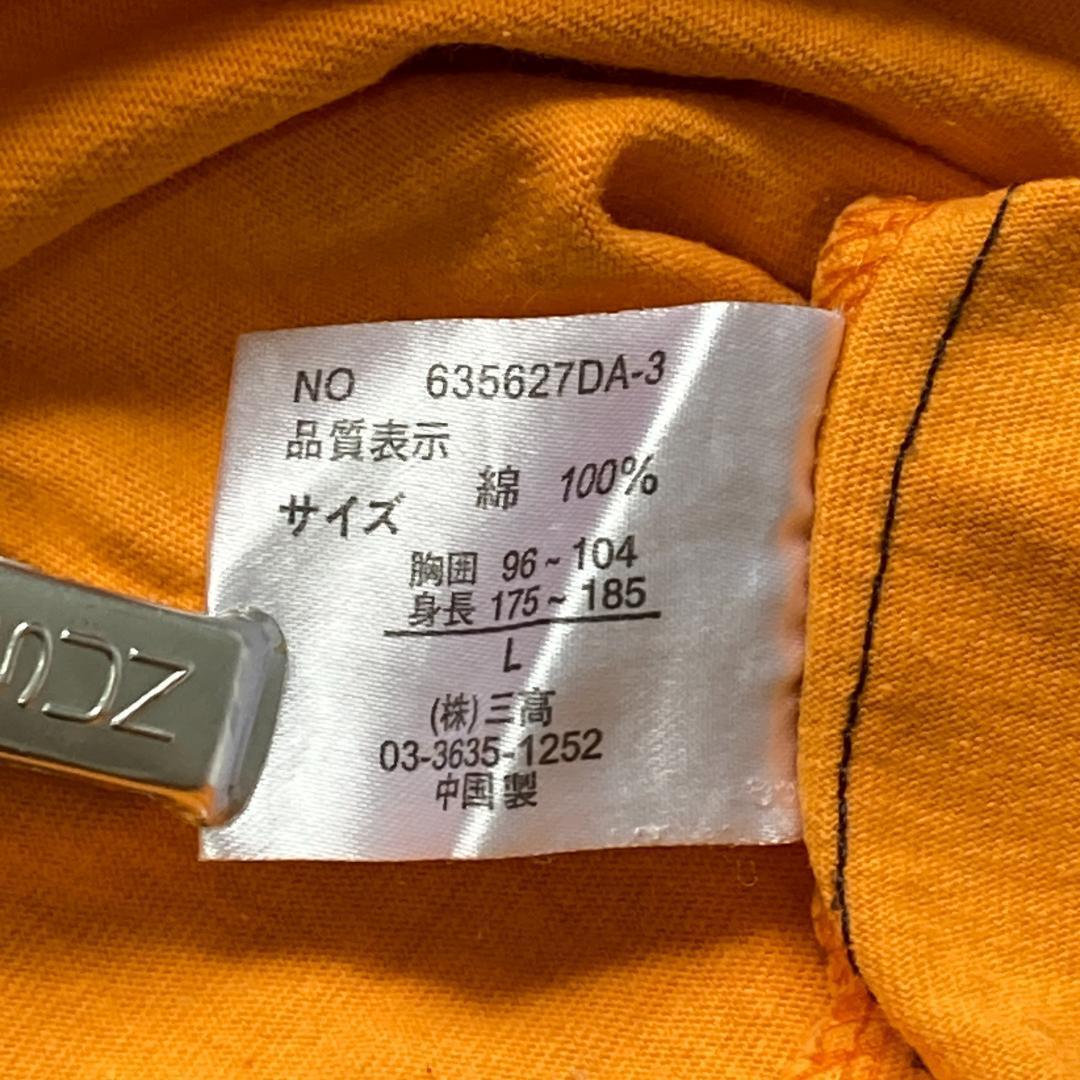 NO 635627DA-3
品質表示
綿 100%
サイズ
胸囲 96~104
身長 175~185
L
(株)三高
03-3635-1252
中国製